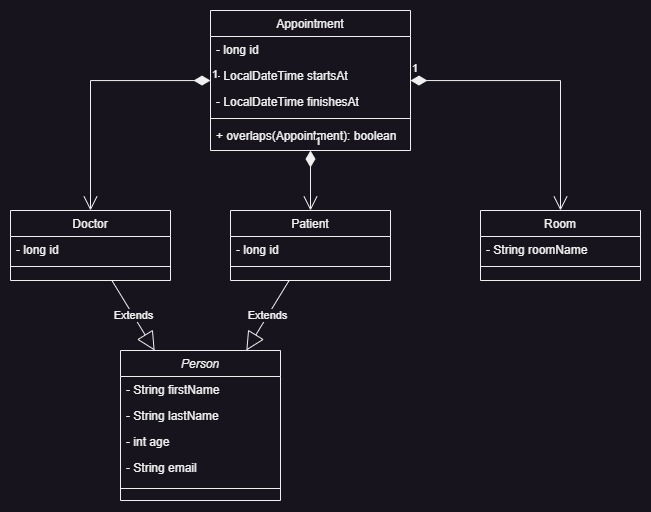 Appointment
- long id
- LocalDateTime startsAt
- LocalDateTime finishesAt
+ overlaps(Appointment): boolean
1
1
1
Doctor
- long id
Patient
- long id
Room
- String roomName
Extends
Extends
Person
- String firstName
- String lastName
- int age
- String email